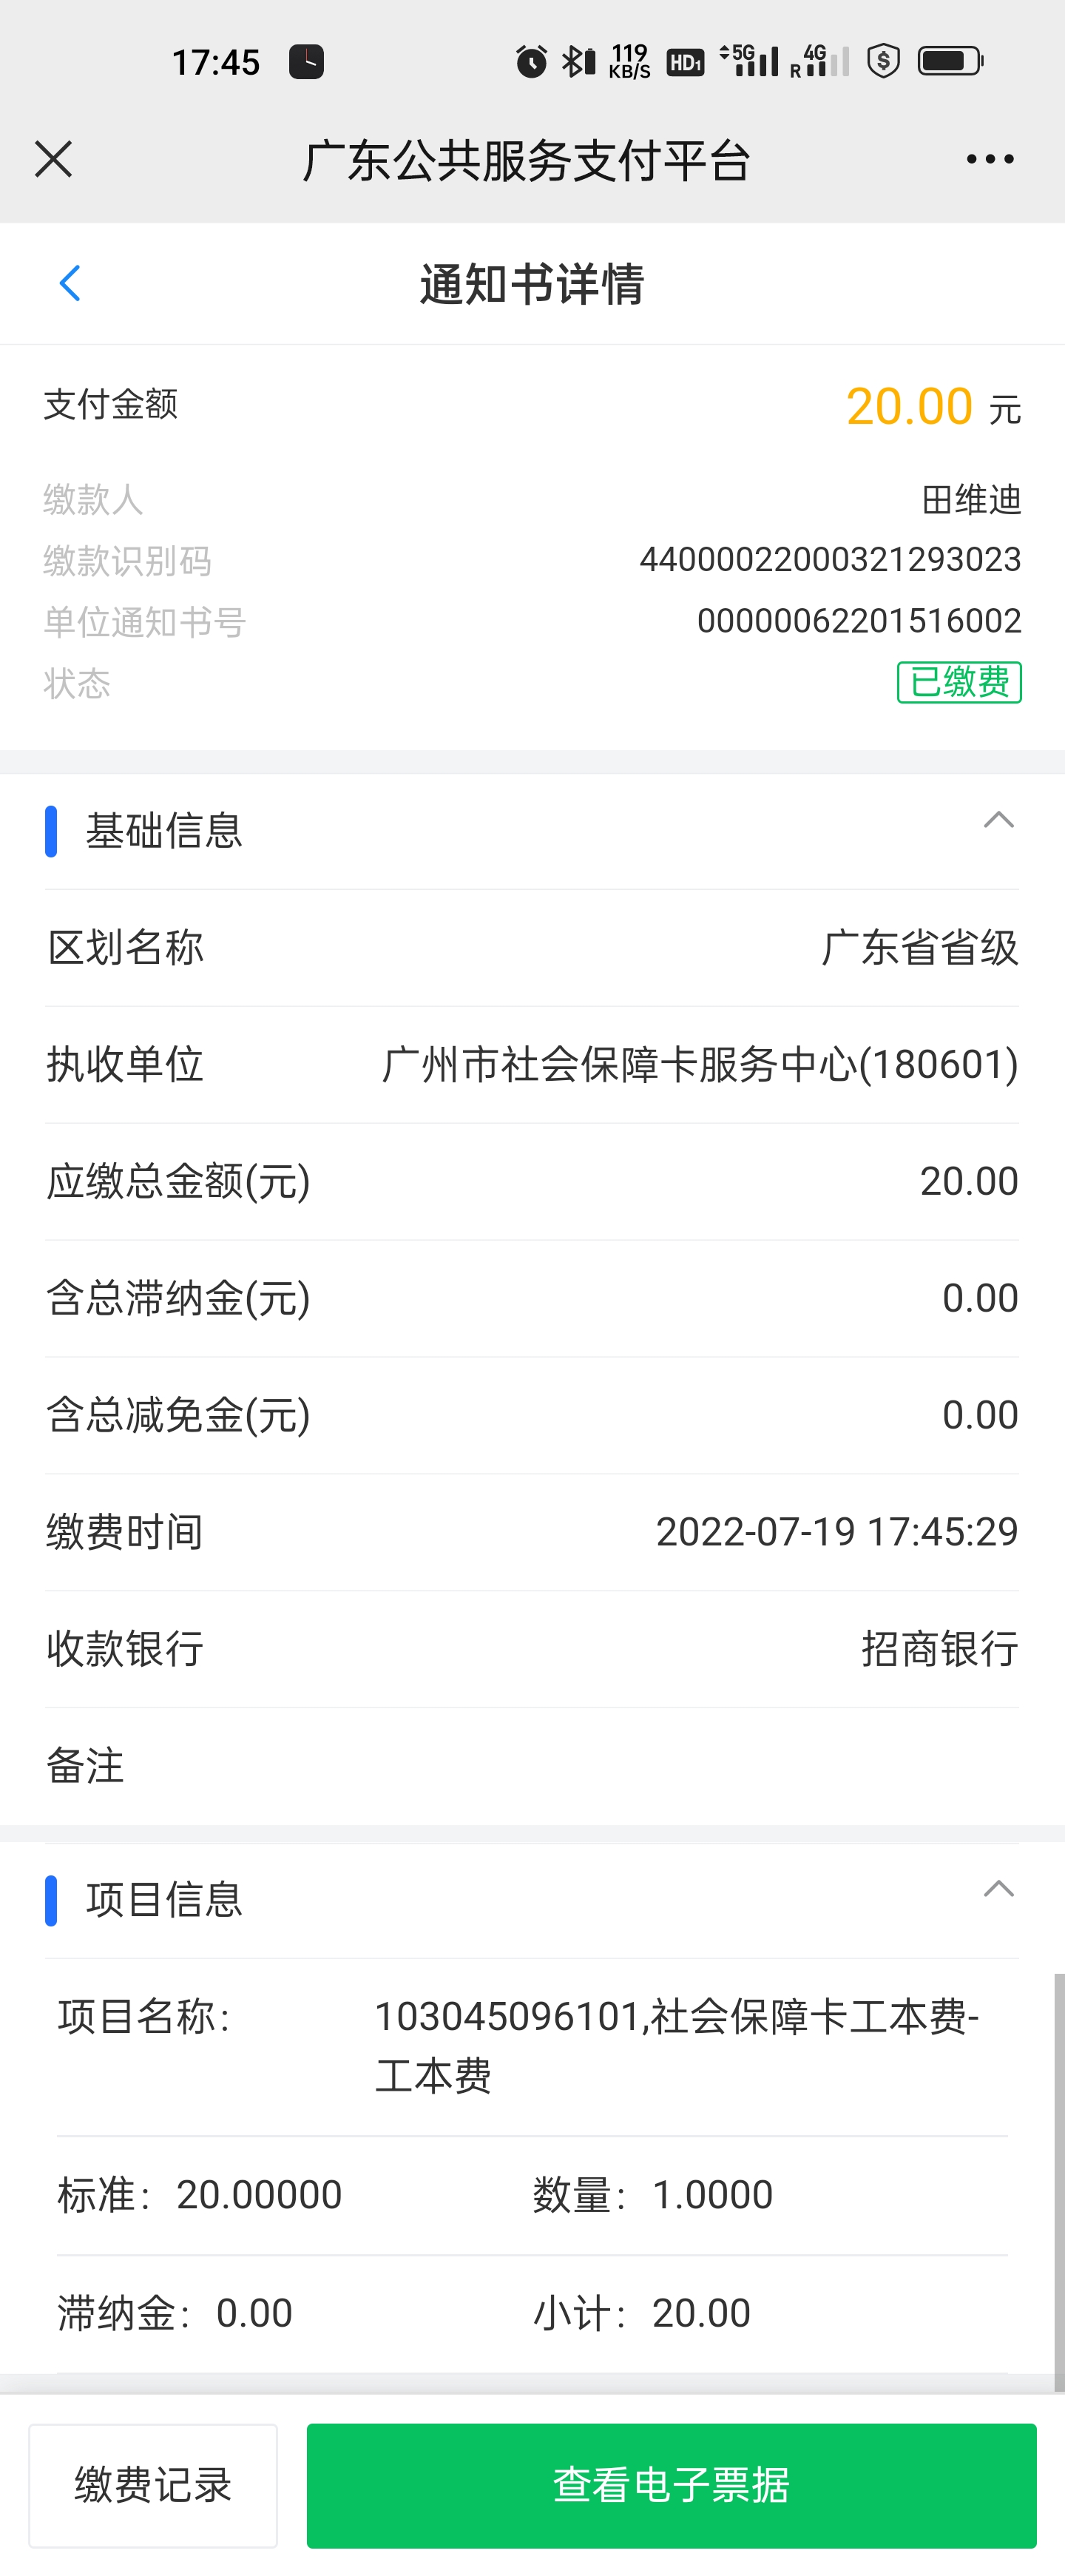 17:45
119 KB/S HD1 5G R 4G
广东公共服务支付平台
通知书详情
支付金额 20.00 元
缴款人 田维迪
缴款识别码 44000022000321293023
单位通知书号 00000062201516002
状态 已缴费
基础信息
区划名称 广东省省级
执收单位 广州市社会保障卡服务中心(180601)
应缴总金额(元) 20.00
含总滞纳金(元) 0.00
含总减免金(元) 0.00
缴费时间 2022-07-19 17:45:29
收款银行 招商银行
备注
项目信息
项目名称： 103045096101,社会保障卡工本费-
工本费
标准：20.00000 数量：1.0000
滞纳金：0.00 小计：20.00
缴费记录 查看电子票据